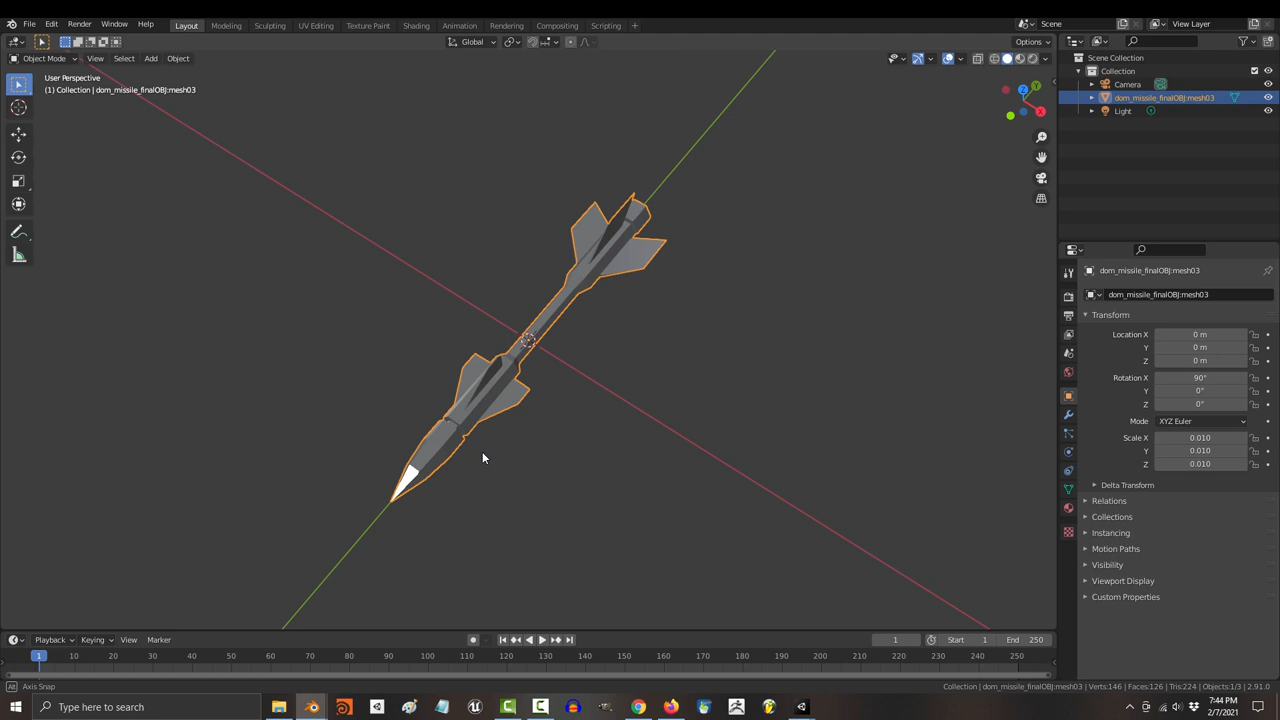 File Edit Render Window Help
Layout Modeling Sculpting UV Editing Texture Paint Shading Animation Rendering Compositing Scripting +
Scene View Layer
Global Options
Object Mode View Select Add Object
User Perspective
(1) Collection | dom_missile_finalOBJ:mesh03
Z Y X
Scene Collection
Collection
Camera
dom_missile_finalOBJ:mesh03
Light
dom_missile_finalOBJ:mesh03
dom_missile_finalOBJ:mesh03
Transform
Location X 0 m
Y 0 m
Z 0 m
Rotation X 90°
Y 0°
Z 0°
Mode XYZ Euler
Scale X 0.010
Y 0.010
Z 0.010
Delta Transform
Relations
Collections
Instancing
Motion Paths
Visibility
Viewport Display
Custom Properties
Playback Keying View Marker 1 Start 1 End 250
1 10 20 30 40 50 60 70 80 90 100 110 120 130 140 150 160 170 180 190 200 210 220 230 240 250
Alt Axis Snap Collection | dom_missile_finalOBJ:mesh03 | Verts:146 | Faces:126 | Tris:224 | Objects:1/3 | 2.91.0
Type here to search
7:44 PM
2/7/2021